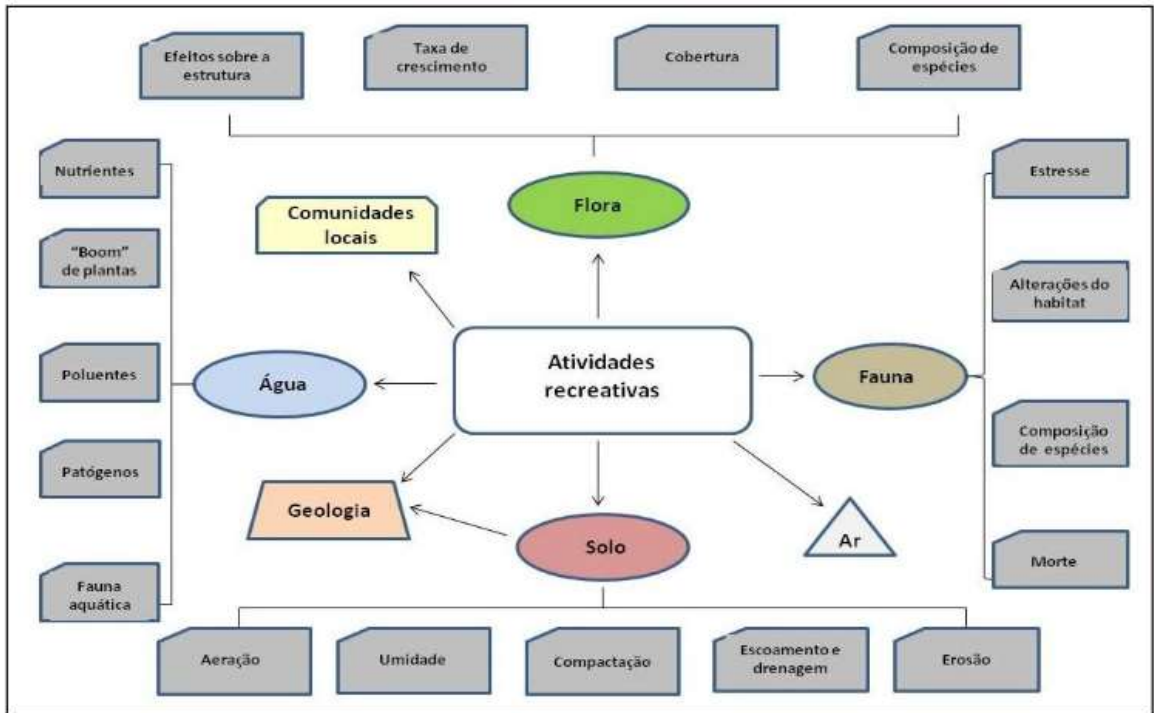 Efeitos sobre a
estrutura
Taxa de
crescimento
Cobertura
Composição de
espécies
Nutrientes
"Boom"
de plantas
Poluentes
Patógenos
Fauna
aquática
Comunidades
locais
Flora
Água
Atividades
recreativas
Fauna
Geologia
Solo
Ar
Estresse
Alterações do
habitat
Composição
de espécies
Morte
Aeração
Umidade
Compactação
Escoamento e
drenagem
Erosão